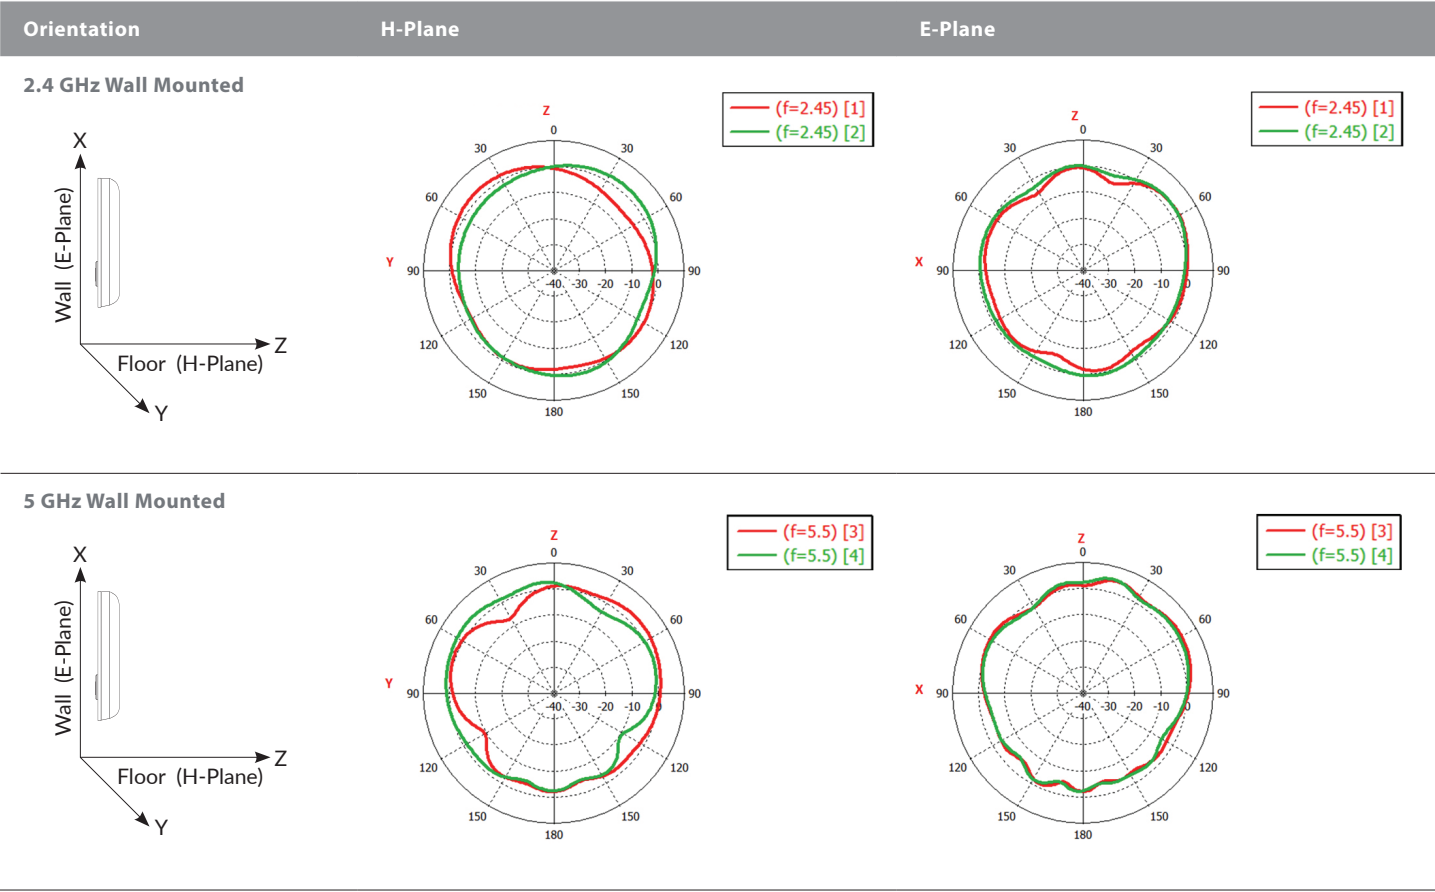 Orientation H-Plane E-Plane
2.4 GHz Wall Mounted
X
Wall (E-Plane)
Z
Floor (H-Plane)
Y
(f=2.45) [1]
(f=2.45) [2]
Z
0
30 30
60 60
Y
90 90
-40 -30 -20 -10 0
120 120
150 150
180
(f=2.45) [1]
(f=2.45) [2]
Z
0
30 30
60 60
X
90 90
-40 -30 -20 -10 0
120 120
150 150
180
5 GHz Wall Mounted
X
Wall (E-Plane)
Z
Floor (H-Plane)
Y
(f=5.5) [3]
(f=5.5) [4]
Z
0
30 30
60 60
Y
90 90
-40 -30 -20 -10 0
120 120
150 150
180
(f=5.5) [3]
(f=5.5) [4]
Z
0
30 30
60 60
X
90 90
-40 -30 -20 -10 0
120 120
150 150
180